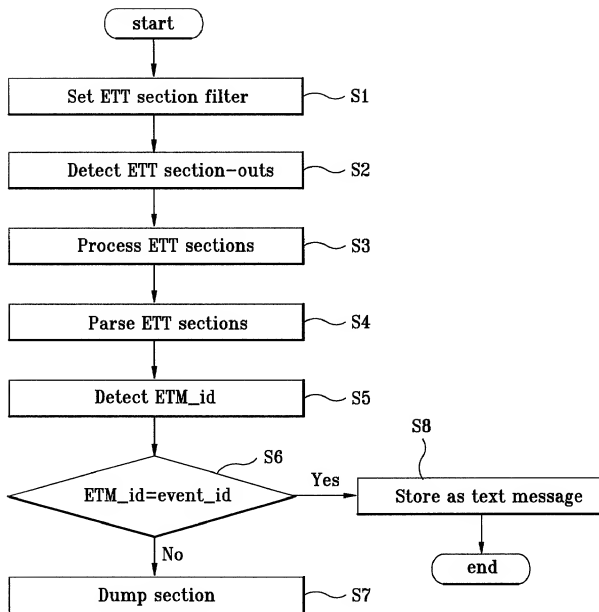 start
Set ETT section filter
S1
Detect ETT section-outs
S2
Process ETT sections
S3
Parse ETT sections
S4
Detect ETM_id
S5
S6
ETM_id=event_id
Yes
S8
Store as text message
end
No
Dump section
S7